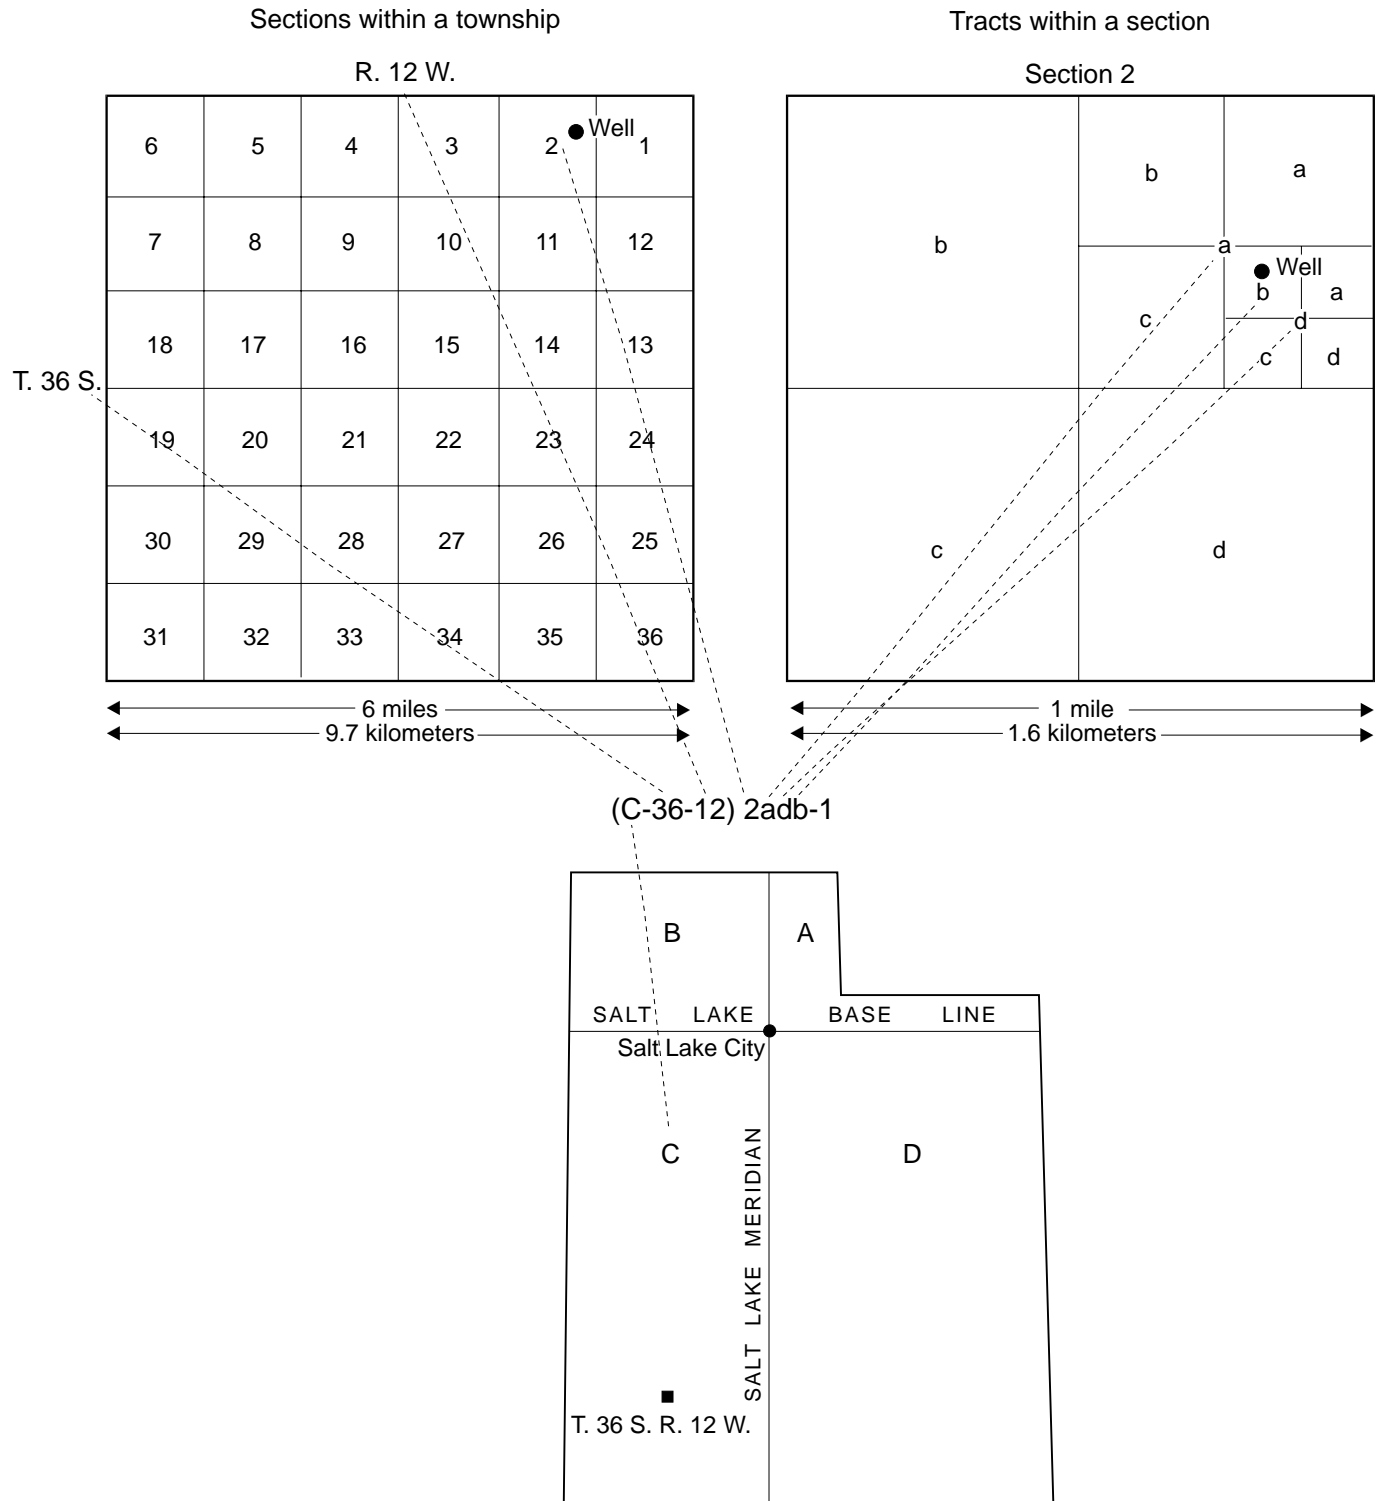 Sections within a township
Tracts within a section
R. 12 W.
Section 2
6 5 4 3 2 Well 1
7 8 9 10 11 12
18 17 16 15 14 13
T. 36 S.
19 20 21 22 23 24
30 29 28 27 26 25
31 32 33 34 35 36
6 miles
9.7 kilometers
b a
b a
Well
b a
c d
c d
c d
1 mile
1.6 kilometers
(C-36-12) 2adb-1
B A
SALT LAKE BASE LINE
Salt Lake City
C D
SALT LAKE MERIDIAN
T. 36 S. R. 12 W.